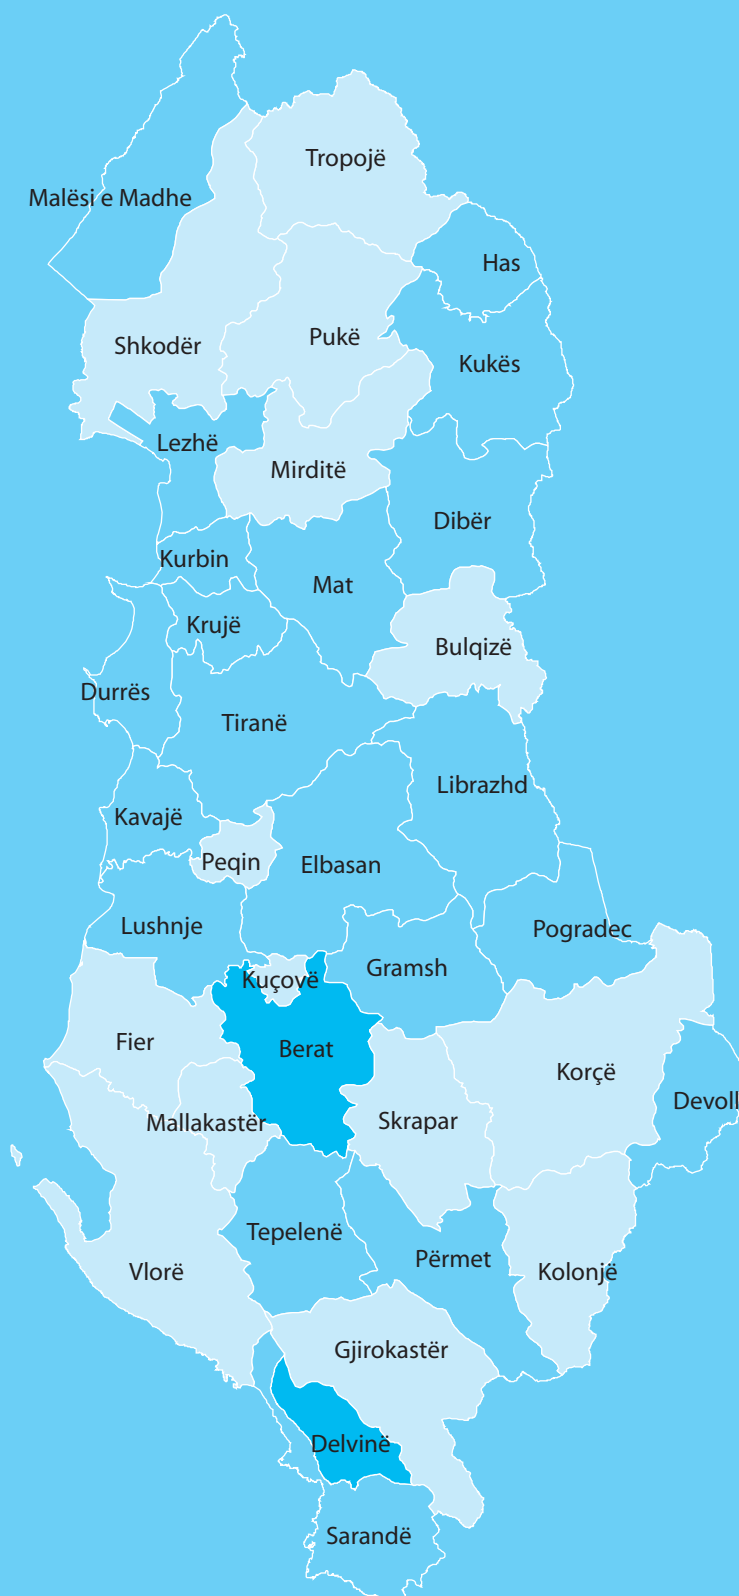 Tropojë
Malësi e Madhe
Has
Shkodër
Pukë
Kukës
Lezhë
Mirditë
Dibër
Kurbin
Mat
Krujë
Bulqizë
Durrës
Tiranë
Librazhd
Kavajë
Peqin
Elbasan
Lushnje
Pogradec
Gramsh
Kuçovë
Fier
Berat
Korçë
Devoll
Mallakastër
Skrapar
Tepelenë
Përmet
Vlorë
Kolonjë
Gjirokastër
Delvinë
Sarandë